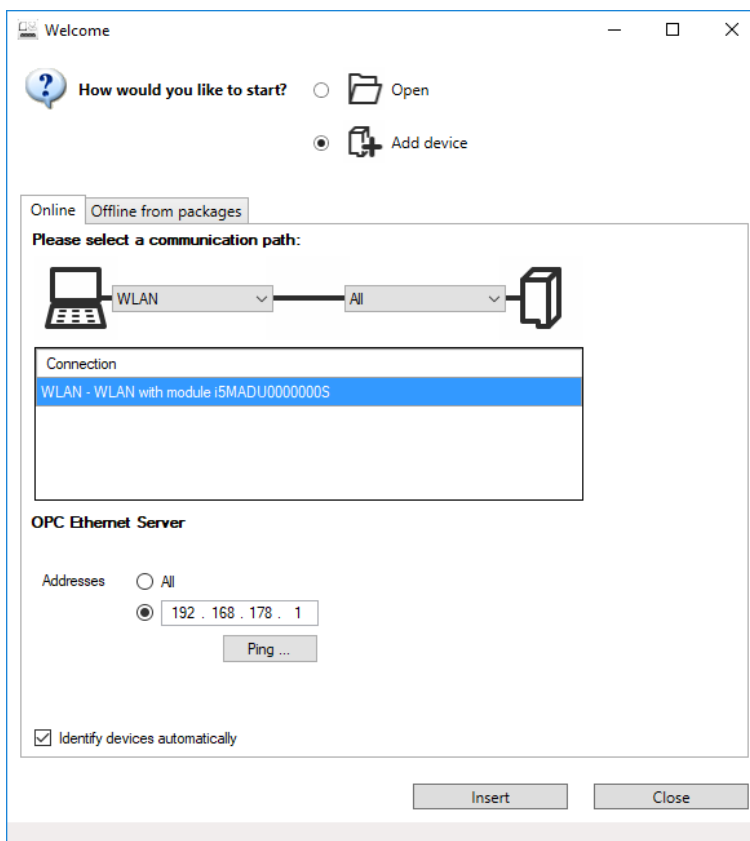 Welcome
How would you like to start?
Open
Add device
Online
Offline from packages
Please select a communication path:
WLAN
All
Connection
WLAN - WLAN with module i5MADU0000000S
OPC Ethernet Server
Addresses
All
192 . 168 . 178 . 1
Ping ...
Identify devices automatically
Insert
Close